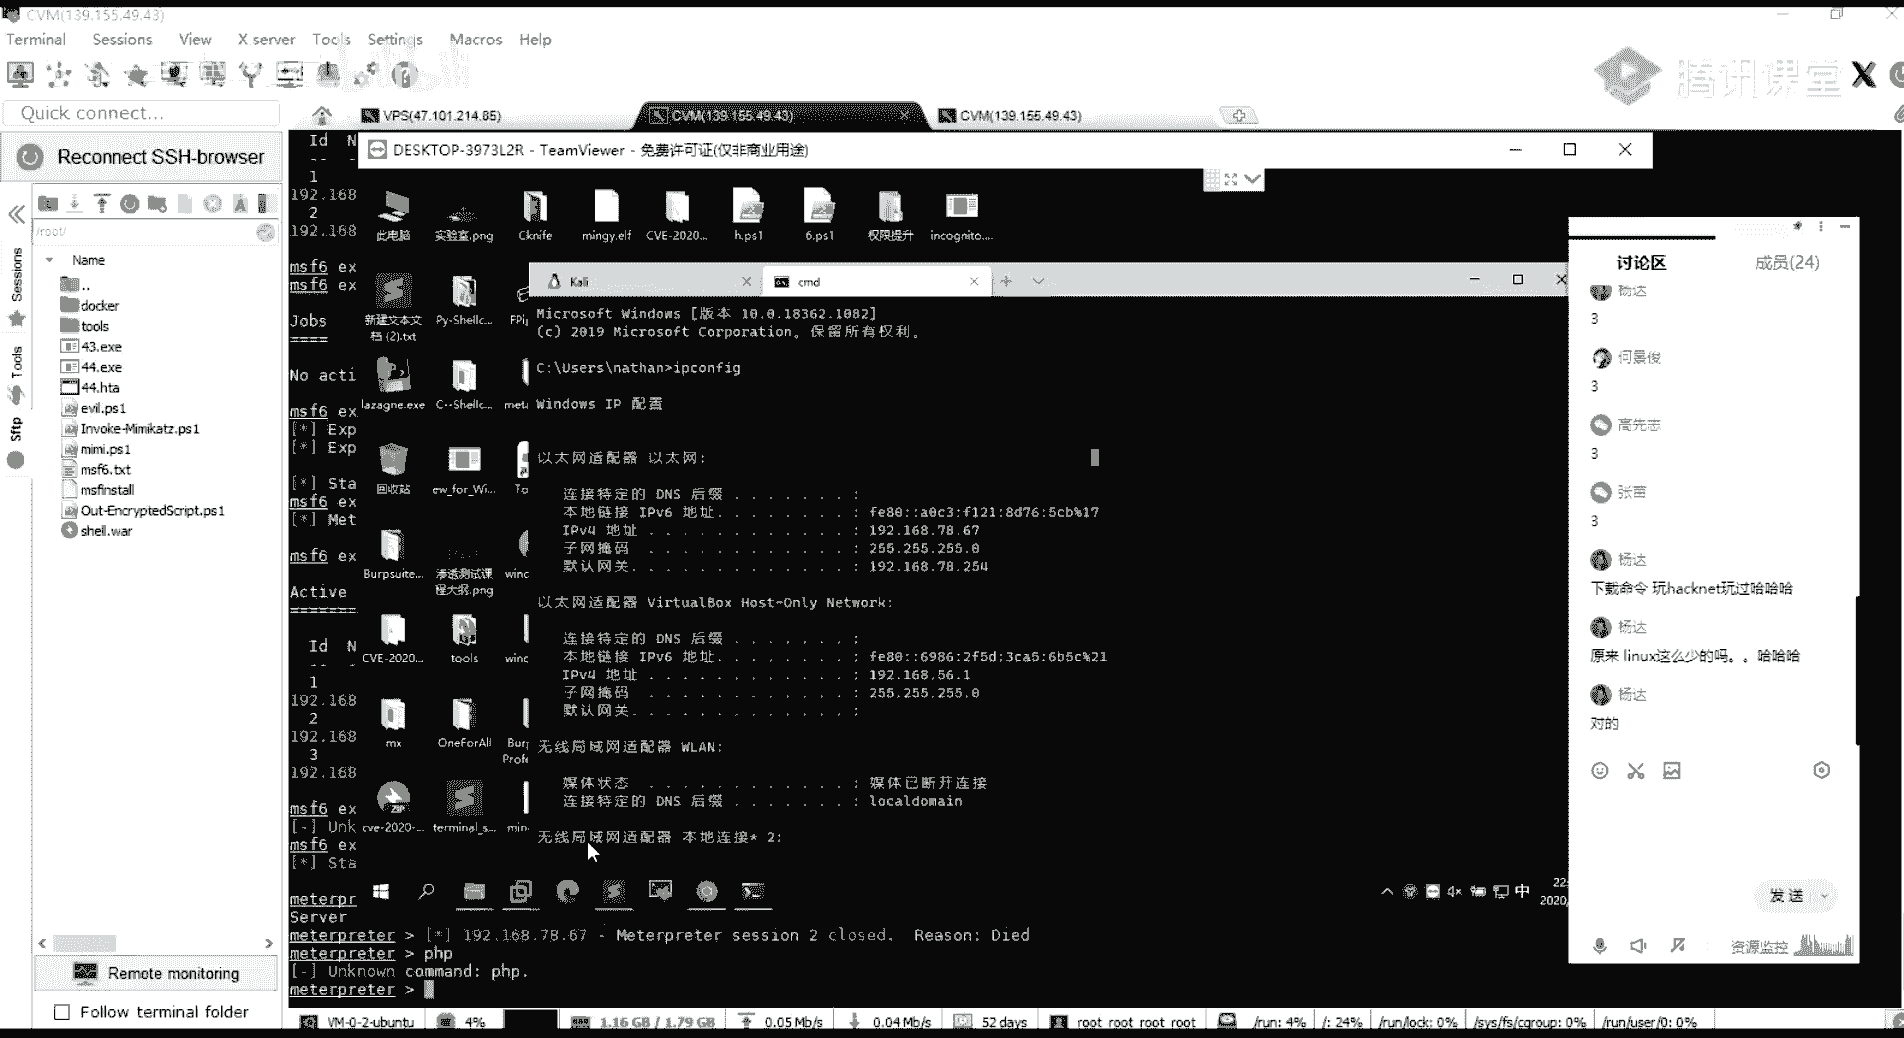 CVM(139.155.49.43)
Terminal Sessions View X server Tools Settings Macros Help
腾讯课堂
Quick connect...
VPS(47.101.214.85)
CVM(139.155.49.43)
CVM(139.155.49.43)
Reconnect SSH-browser
/root/
Name
..
docker
tools
43.exe
44.exe
44.hta
evil.ps1
Invoke-Mimikatz.ps1
mimi.ps1
msf6.txt
msfinstall
Out-EncryptedScript.ps1
shell.war
Sessions
Tools
Sftp
Remote monitoring
Follow terminal folder
Id N
-- -
1
192.168
2
192.168
msf6 ex
msf6 ex
Jobs
====
No acti
msf6 ex
[*] Exp
[*] Exp
[*] Sta
msf6 ex
[*] Met
msf6 ex
Active
=======
Id N
-- -
1
192.168
2
192.168
3
192.168
msf6 ex
[-] Unk
msf6 ex
[*] Sta
meterpr
Server
meterpreter > [*] 192.168.78.67 - Meterpreter session 2 closed. Reason: Died
meterpreter > php
[-] Unknown command: php.
meterpreter >
DESKTOP-3973L2R - TeamViewer - 免费许可证(仅非商业用途)
此电脑
实验室.png
Cknife
mingy.elf
CVE-2020...
h.ps1
6.ps1
权限提升
incognito....
新建文本文档 (2).txt
Py-Shellc...
FPi
lazagne.exe
C--Shellc...
meta
回收站
ew_for_Wi...
To
Burpsuite...
渗透测试课程大纲.png
winc
CVE-2020...
tools
winc
mx
OneForAll
Burp
Profe
cve-2020-...
terminal_s...
min
Kali
cmd
Microsoft Windows [版本 10.0.18362.1082]
(c) 2019 Microsoft Corporation。保留所有权利。
C:\Users\nathan>ipconfig
Windows IP 配置
以太网适配器 以太网:
连接特定的 DNS 后缀 . . . . . . . :
本地链接 IPv6 地址. . . . . . . . : fe80::a0c3:f121:8d76:5cb%17
IPv4 地址 . . . . . . . . . . . . : 192.168.78.67
子网掩码 . . . . . . . . . . . . : 255.255.255.0
默认网关. . . . . . . . . . . . . : 192.168.78.254
以太网适配器 VirtualBox Host-Only Network:
连接特定的 DNS 后缀 . . . . . . . :
本地链接 IPv6 地址. . . . . . . . : fe80::6986:2f5d:3ca5:6b5c%21
IPv4 地址 . . . . . . . . . . . . : 192.168.56.1
子网掩码 . . . . . . . . . . . . : 255.255.255.0
默认网关. . . . . . . . . . . . . :
无线局域网适配器 WLAN:
媒体状态 . . . . . . . . . . . . : 媒体已断开连接
连接特定的 DNS 后缀 . . . . . . . : localdomain
无线局域网适配器 本地连接* 2:
中
22:
2020/
讨论区 成员(24)
杨达
3
何景俊
3
高先志
3
张苗
3
杨达
下载命令 玩hacknet玩过哈哈哈
杨达
原来 linux这么少的吗。。哈哈哈
杨达
对的
发送
资源监控
VM-0-2-ubuntu 4% 1.16 GB / 1.79 GB 0.05 Mb/s 0.04 Mb/s 52 days root root root root /run: 4% /: 24% /run/lock: 0% /sys/fs/cgroup: 0% /run/user/0: 0%